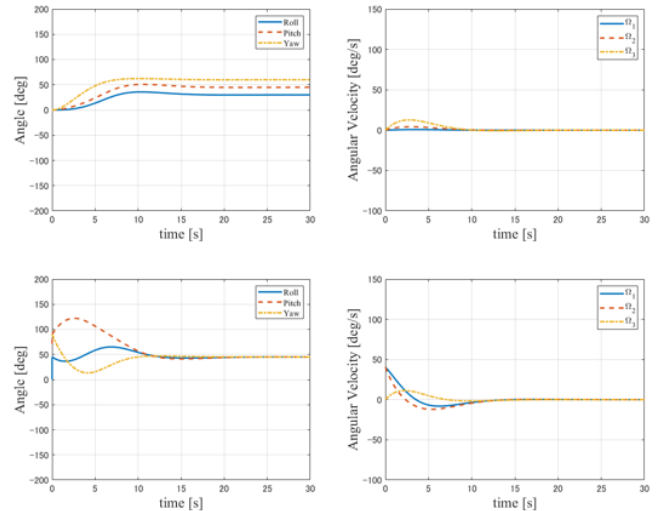 200
150
100
50
0
-50
-100
-150
-200
Angle [deg]
0 5 10 15 20 25 30
time [s]
Roll
Pitch
Yaw
150
100
50
0
-50
-100
Angular Velocity [deg/s]
0 5 10 15 20 25 30
time [s]
Ω1
Ω2
Ω3
200
150
100
50
0
-50
-100
-150
-200
Angle [deg]
0 5 10 15 20 25 30
time [s]
Roll
Pitch
Yaw
150
100
50
0
-50
-100
Angular Velocity [deg/s]
0 5 10 15 20 25 30
time [s]
Ω1
Ω2
Ω3